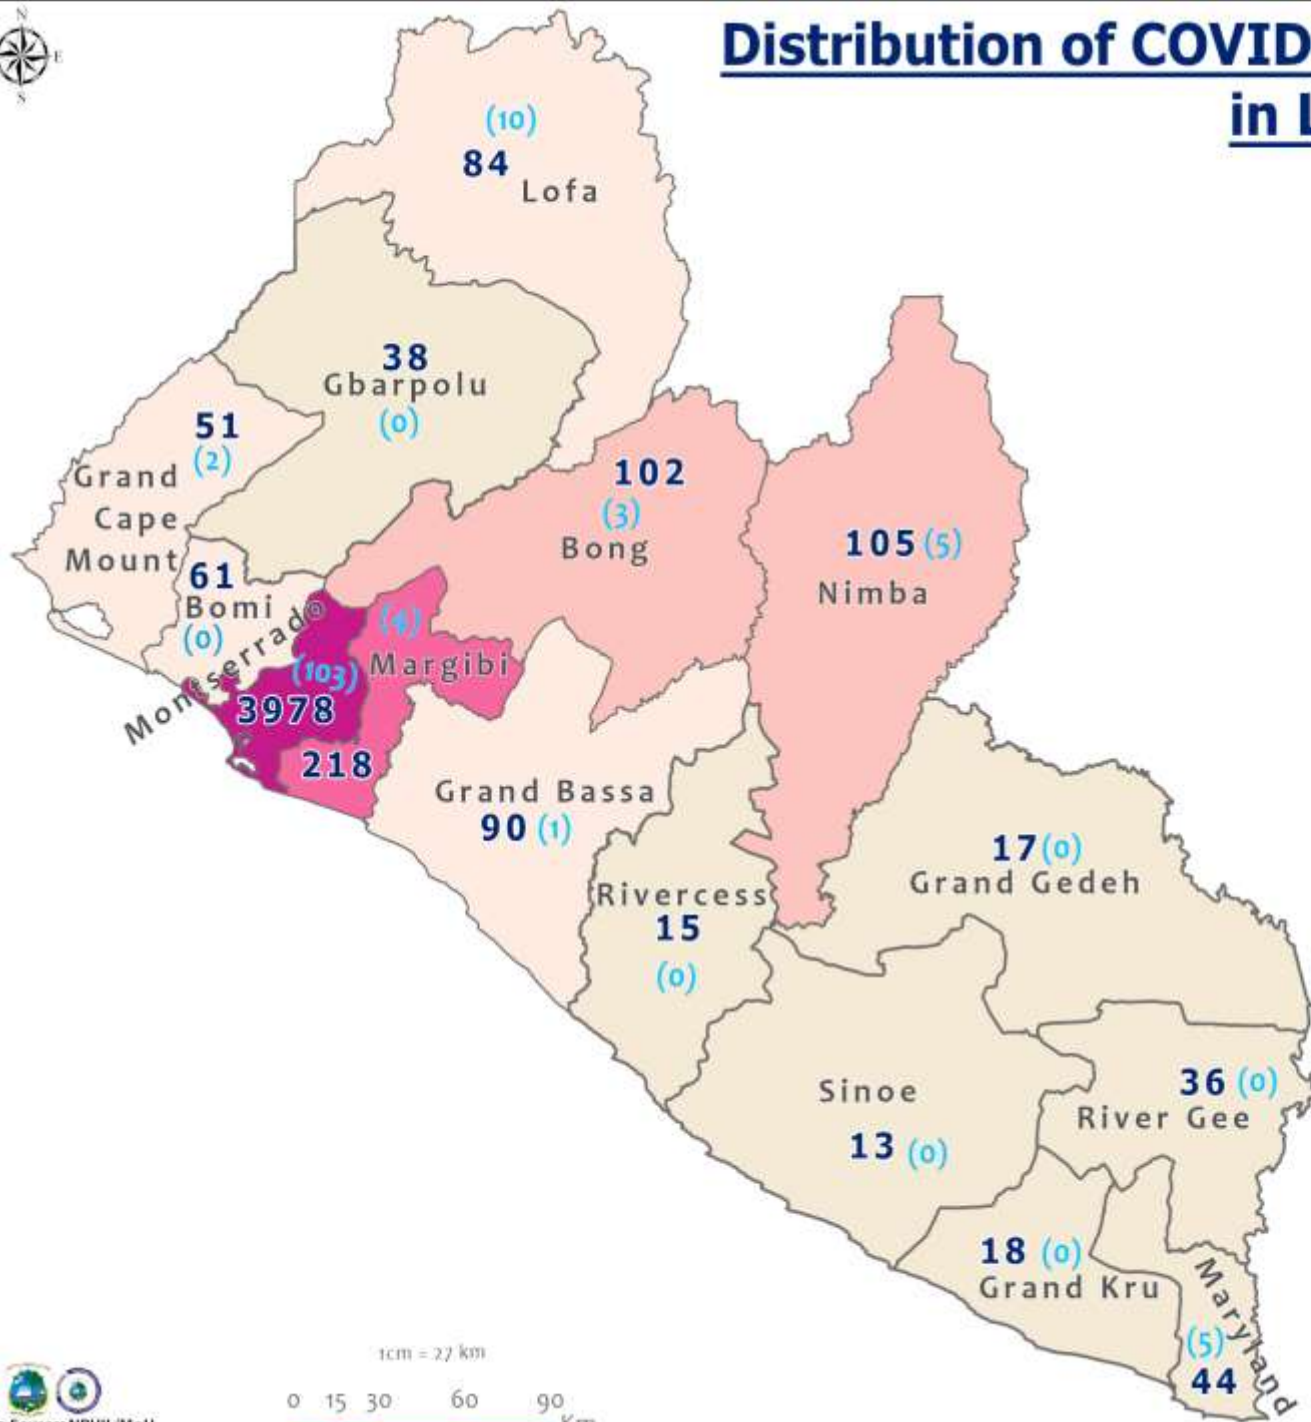 N
E
S
Distribution of COVID
in L
(10)
84
Lofa
38
Gbarpolu
(0)
51
(2)
Grand
Cape
Mount
61
Bomi
(0)
102
(3)
Bong
105 (5)
Nimba
Montserrado
(103)
3978
(4)
Margibi
218
Grand Bassa
90 (1)
Rivercess
15
(0)
17 (0)
Grand Gedeh
Sinoe
13 (0)
36 (0)
River Gee
18 (0)
Grand Kru
Maryland
(5)
44
1cm = 27 km
0 15 30 60 90
Km